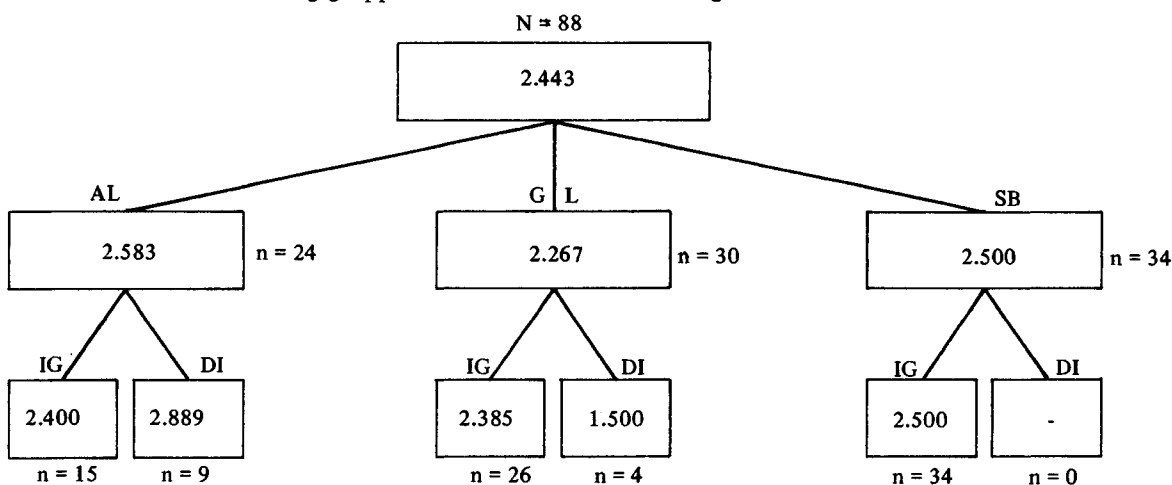 N = 88
2.443
AL G L SB
2.583 n = 24 2.267 n = 30 2.500 n = 34
IG DI IG DI IG DI
2.400 2.889 2.385 1.500 2.500 -
n = 15 n = 9 n = 26 n = 4 n = 34 n = 0